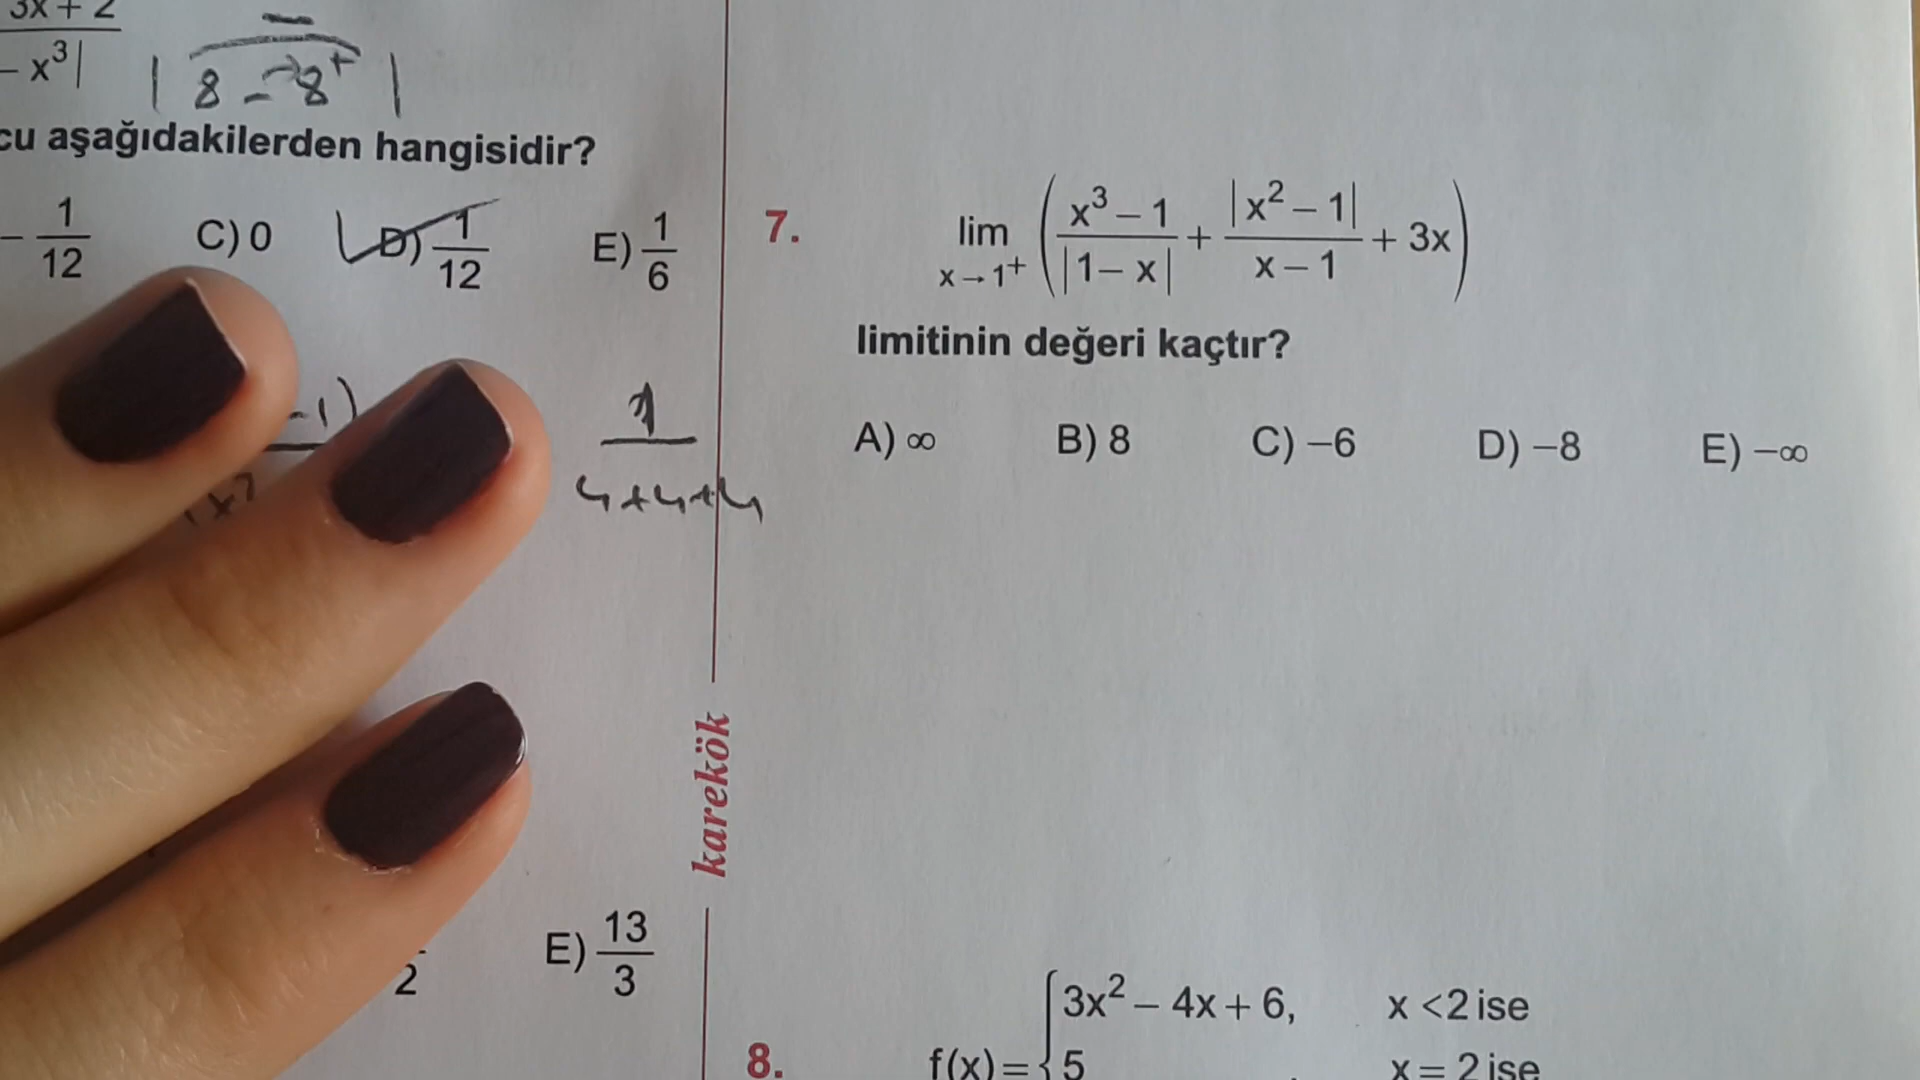 3x + 2
– x³|
| 8 – –8⁺ |
cu aşağıdakilerden hangisidir?
– 1/12 C) 0 D) 1/12 E) 1/6
–1)
1
4+4+4
2 E) 13/3
karekök
7. lim x→1⁺ ( x³ – 1 / |1 – x| + |x² – 1| / x – 1 + 3x )
limitinin değeri kaçtır?
A) ∞ B) 8 C) –6 D) –8 E) –∞
8. f(x) = { 3x² – 4x + 6, x < 2 ise
5 x = 2 ise